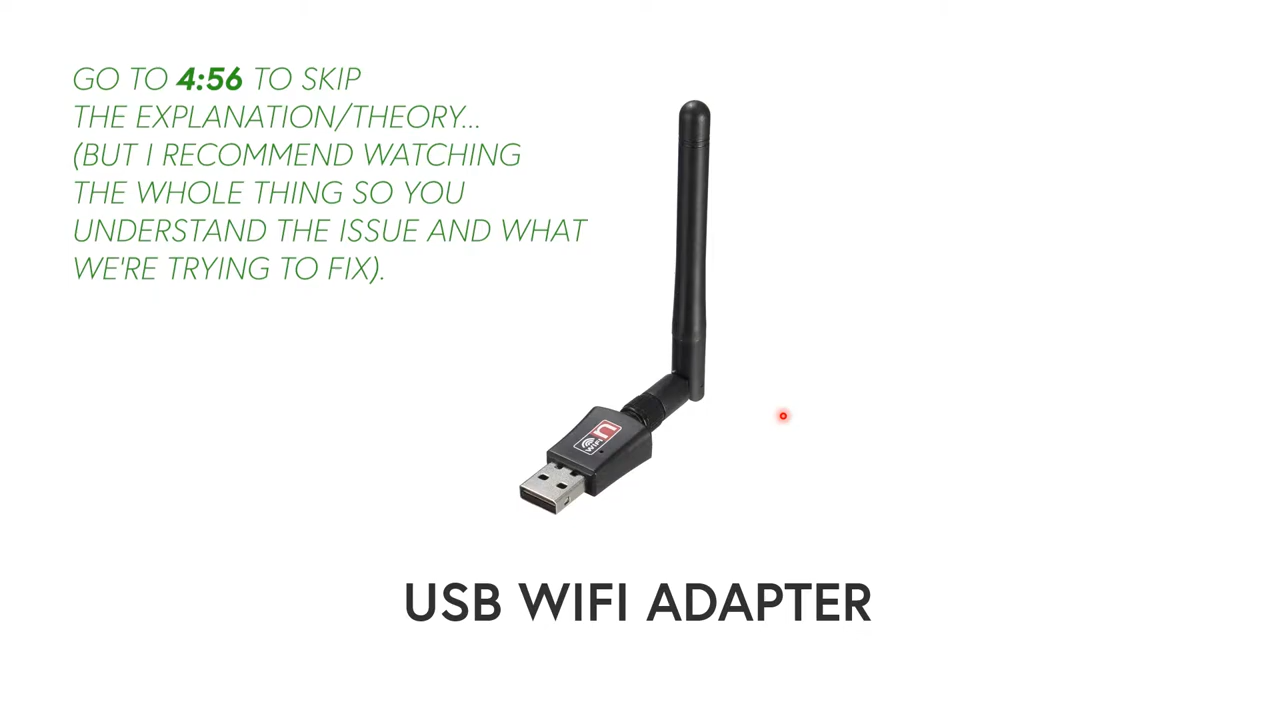 GO TO 4:56 TO SKIP
THE EXPLANATION/THEORY...
(BUT I RECOMMEND WATCHING
THE WHOLE THING SO YOU
UNDERSTAND THE ISSUE AND WHAT
WE'RE TRYING TO FIX).
WIFI n
USB WIFI ADAPTER